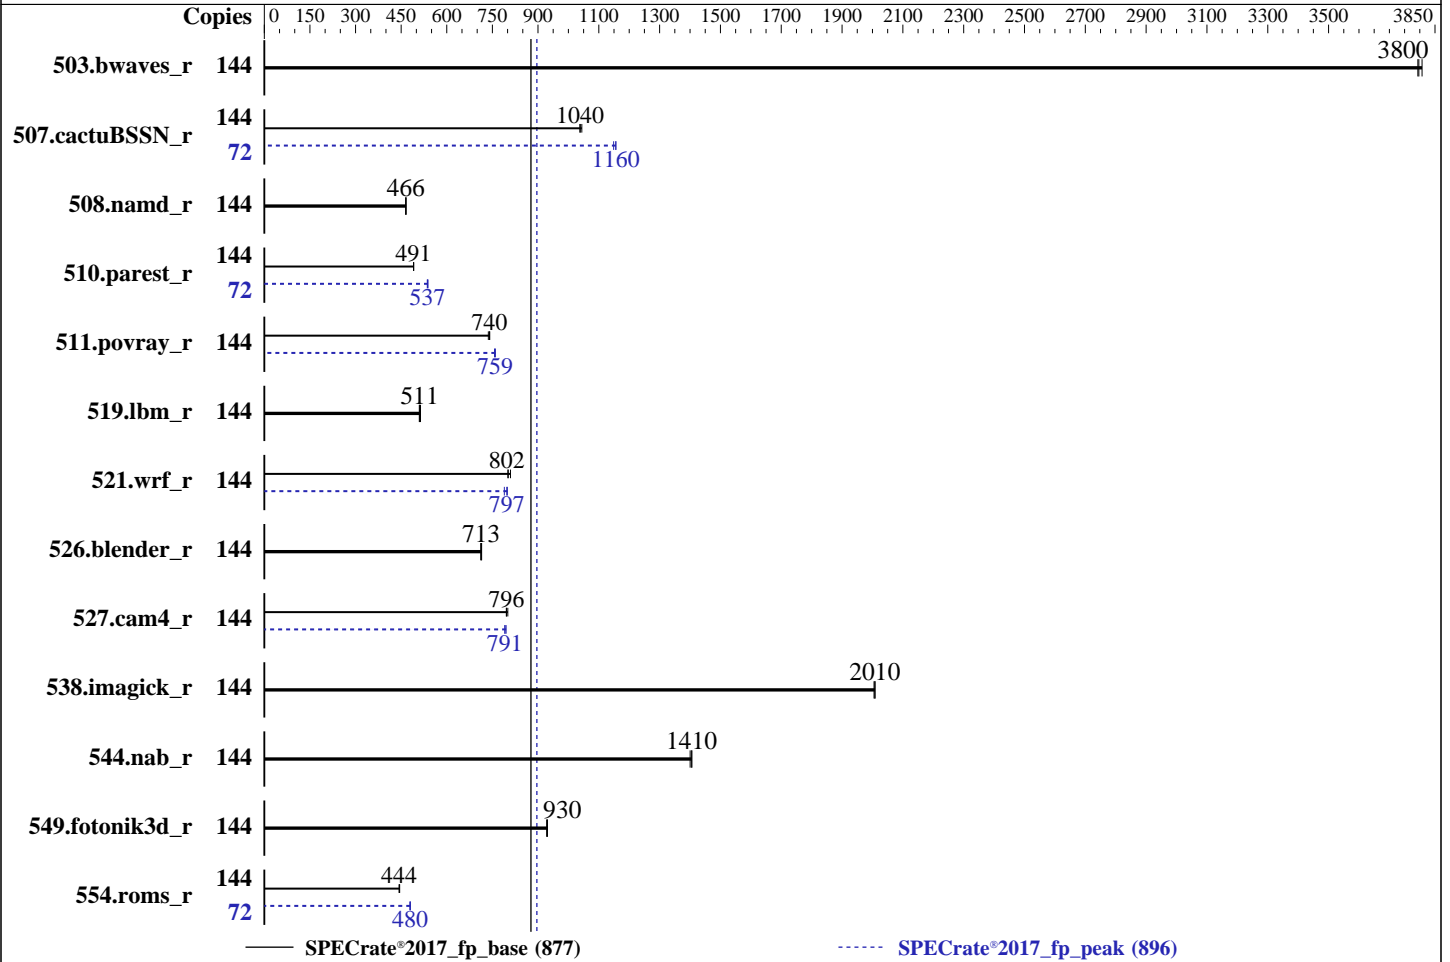 Copies 0 150 300 450 600 750 900 1100 1300 1500 1700 1900 2100 2300 2500 2700 2900 3100 3300 3500 3850
503.bwaves_r 144 3800
507.cactuBSSN_r 144 1040
72 1160
508.namd_r 144 466
510.parest_r 144 491
72 537
511.povray_r 144 740
759
519.lbm_r 144 511
521.wrf_r 144 802
797
526.blender_r 144 713
527.cam4_r 144 796
791
538.imagick_r 144 2010
544.nab_r 144 1410
549.fotonik3d_r 144 930
554.roms_r 144 444
72 480
SPECrate®2017_fp_base (877) SPECrate®2017_fp_peak (896)